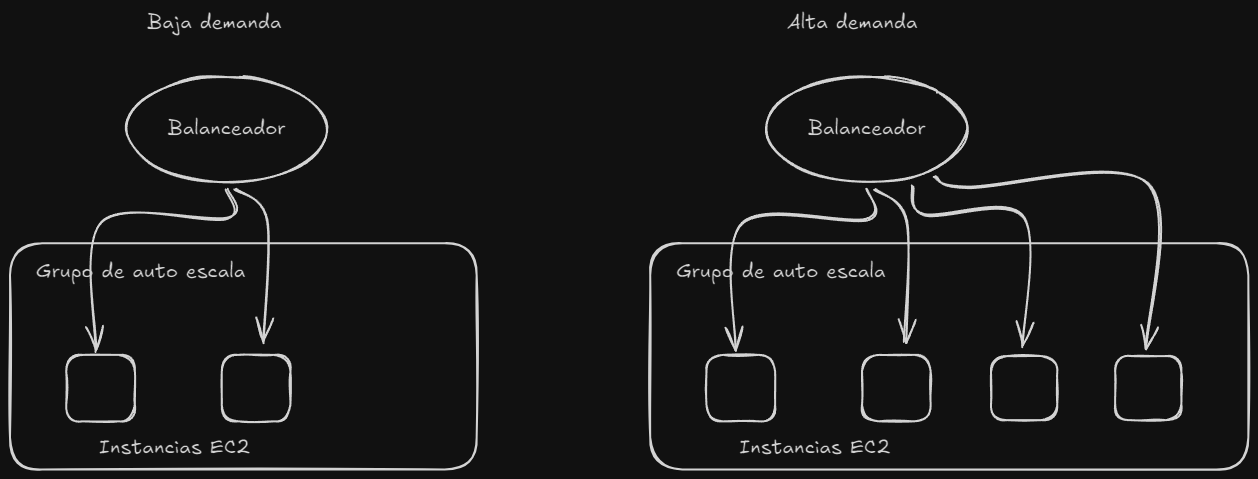 Baja demanda
Balanceador
Grupo de auto escala
Instancias EC2
Alta demanda
Balanceador
Grupo de auto escala
Instancias EC2